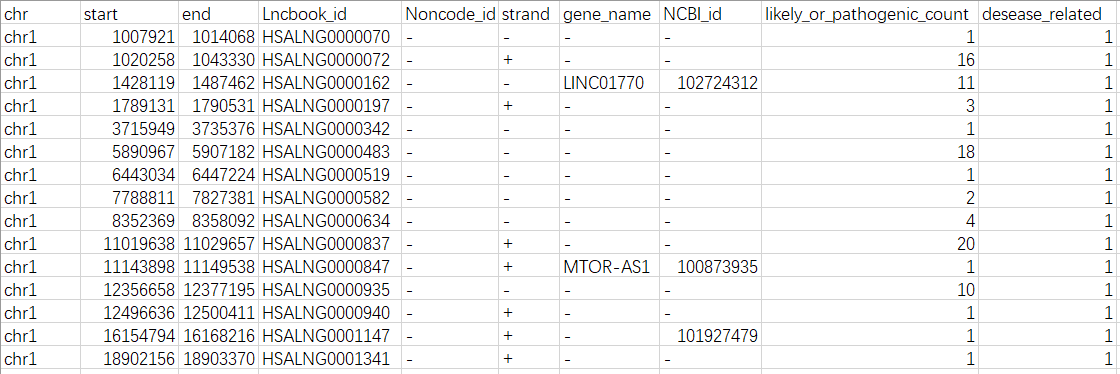 chr start end Lncbook_id Noncode_id strand gene_name NCBI_id likely_or_pathogenic_count desease_related
chr1 1007921 1014068 HSALNG0000070 - - - - 1 1
chr1 1020258 1043330 HSALNG0000072 - + - - 16 1
chr1 1428119 1487462 HSALNG0000162 - - LINC01770 102724312 11 1
chr1 1789131 1790531 HSALNG0000197 - + - - 3 1
chr1 3715949 3735376 HSALNG0000342 - - - - 1 1
chr1 5890967 5907182 HSALNG0000483 - - - - 18 1
chr1 6443034 6447224 HSALNG0000519 - - - - 1 1
chr1 7788811 7827381 HSALNG0000582 - - - - 2 1
chr1 8352369 8358092 HSALNG0000634 - - - - 4 1
chr1 11019638 11029657 HSALNG0000837 - + - - 20 1
chr1 11143898 11149538 HSALNG0000847 - + MTOR-AS1 100873935 1 1
chr1 12356658 12377195 HSALNG0000935 - - - - 10 1
chr1 12496636 12500411 HSALNG0000940 - + - - 1 1
chr1 16154794 16168216 HSALNG0001147 - + - 101927479 1 1
chr1 18902156 18903370 HSALNG0001341 - + - - 1 1